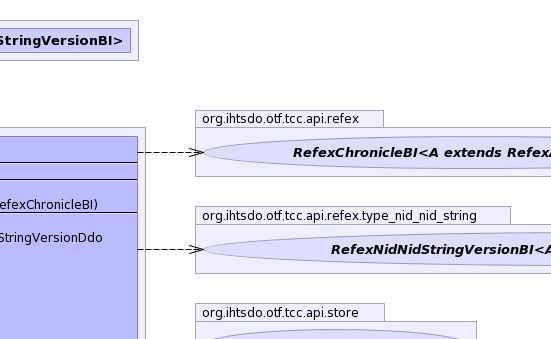 StringVersionBI>
org.ihtsdo.otf.tcc.api.refex
RefexChronicleBI<A extends RefexA
efexChronicleBI)
org.ihtsdo.otf.tcc.api.refex.type_nid_nid_string
StringVersionDdo
RefexNidNidStringVersionBI<A
org.ihtsdo.otf.tcc.api.store